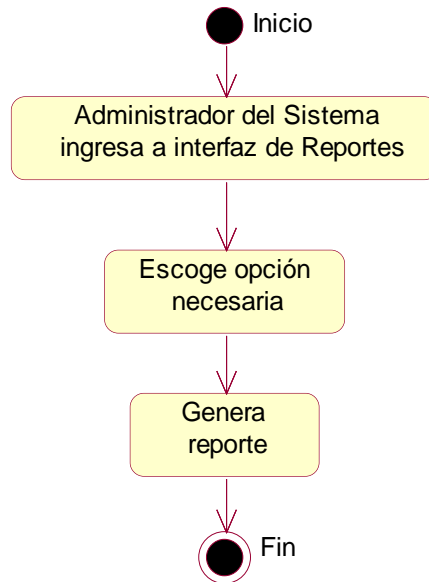 Inicio
Administrador del Sistema
ingresa a interfaz de Reportes
Escoge opción
necesaria
Genera
reporte
Fin